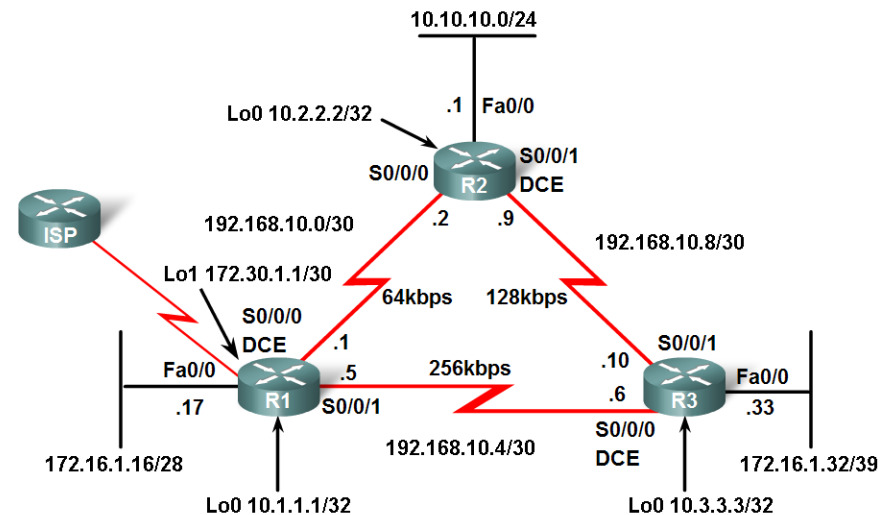 10.10.10.0/24
.1 Fa0/0
Lo0 10.2.2.2/32
S0/0/0
R2
S0/0/1
DCE
.2
.9
ISP
192.168.10.0/30
192.168.10.8/30
Lo1 172.30.1.1/30
64kbps
128kbps
S0/0/0
DCE
.1
S0/0/1
.10
Fa0/0
.17
R1
.5
256kbps
.6
R3
Fa0/0
.33
S0/0/1
S0/0/0
DCE
192.168.10.4/30
172.16.1.16/28
172.16.1.32/39
Lo0 10.1.1.1/32
Lo0 10.3.3.3/32